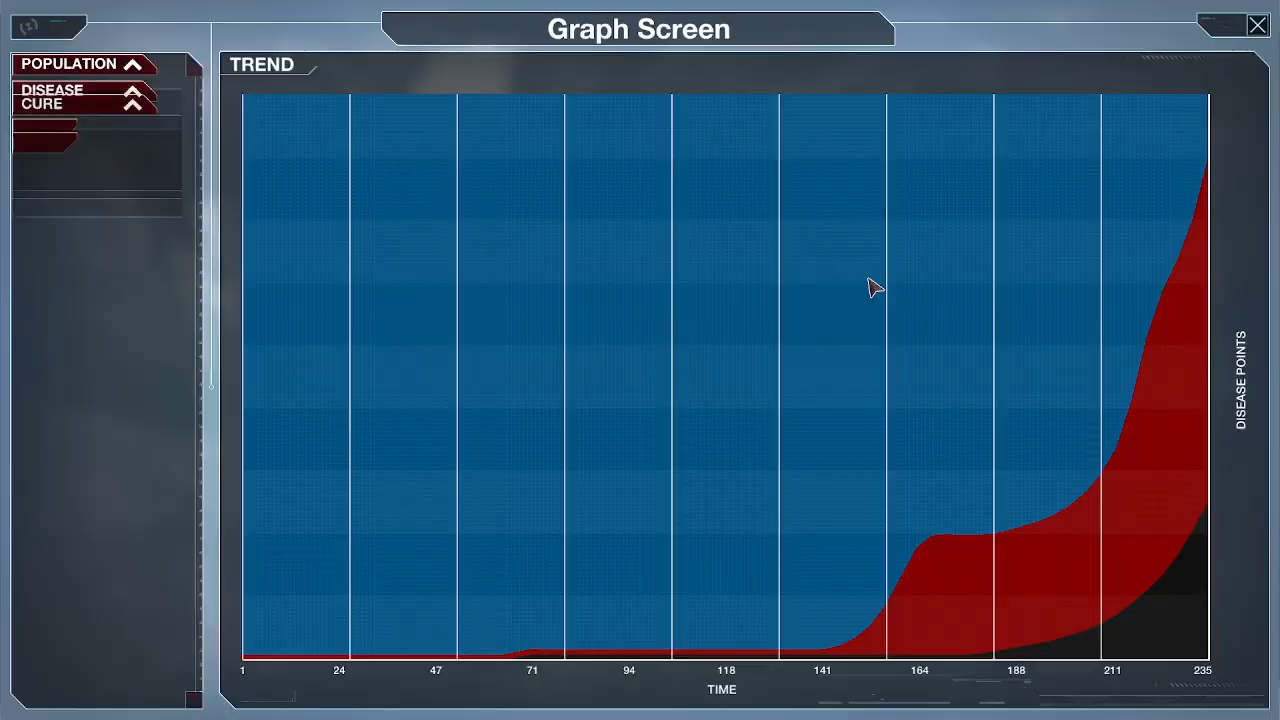 Graph Screen
POPULATION
DISEASE
CURE
TREND
DISEASE POINTS
1 24 47 71 94 118 141 164 188 211 235
TIME